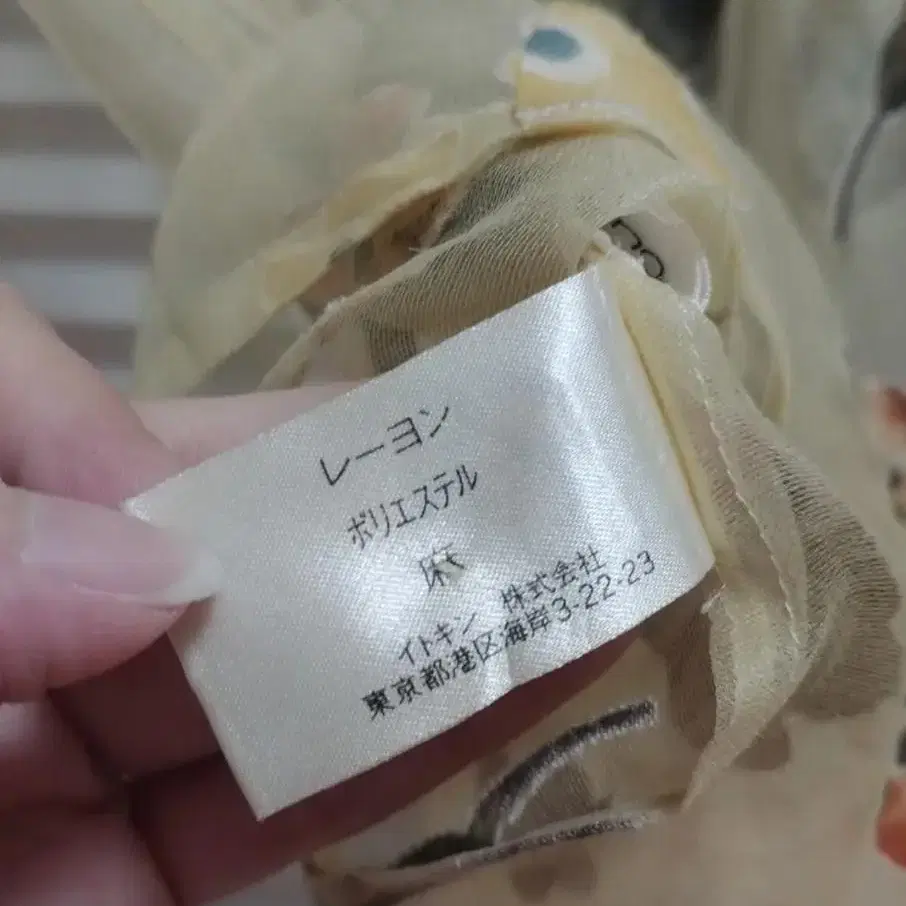 レーヨン
ポリエステル
麻
イトキン 株式会社
東京都港区海岸3-22-23